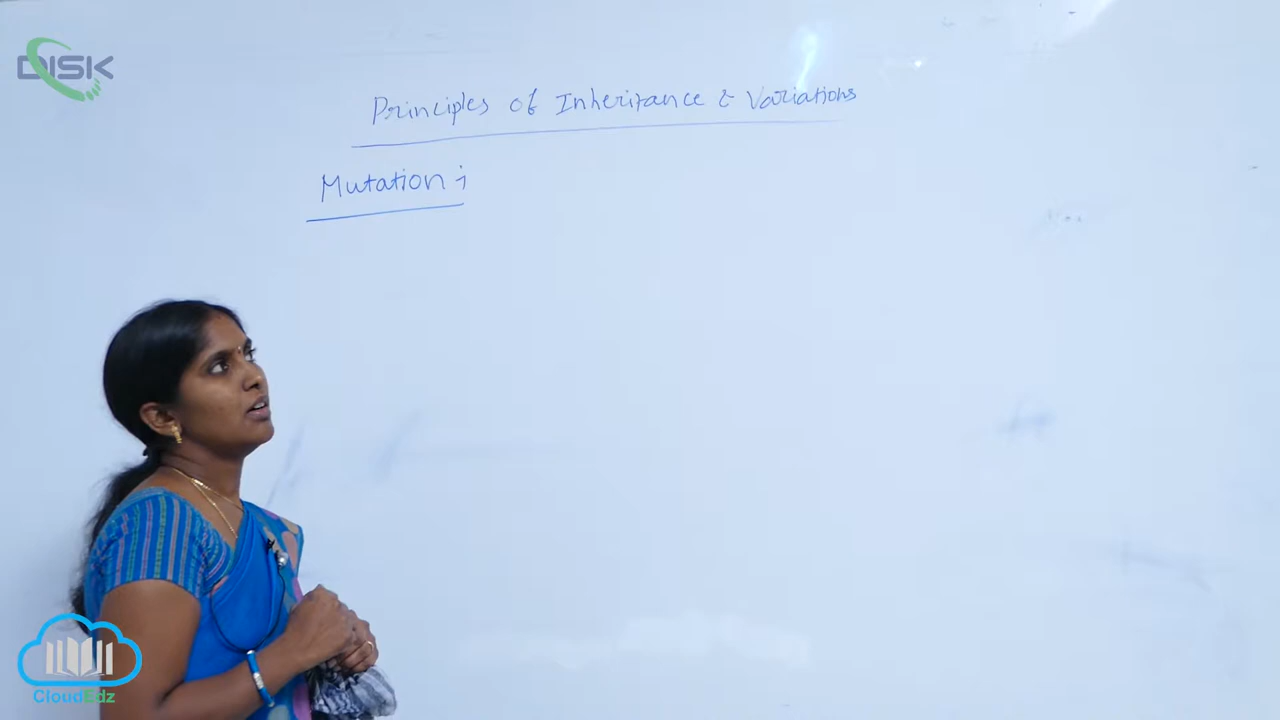 DISK
Principles of Inheritance & Variations
Mutation :
CloudEdz